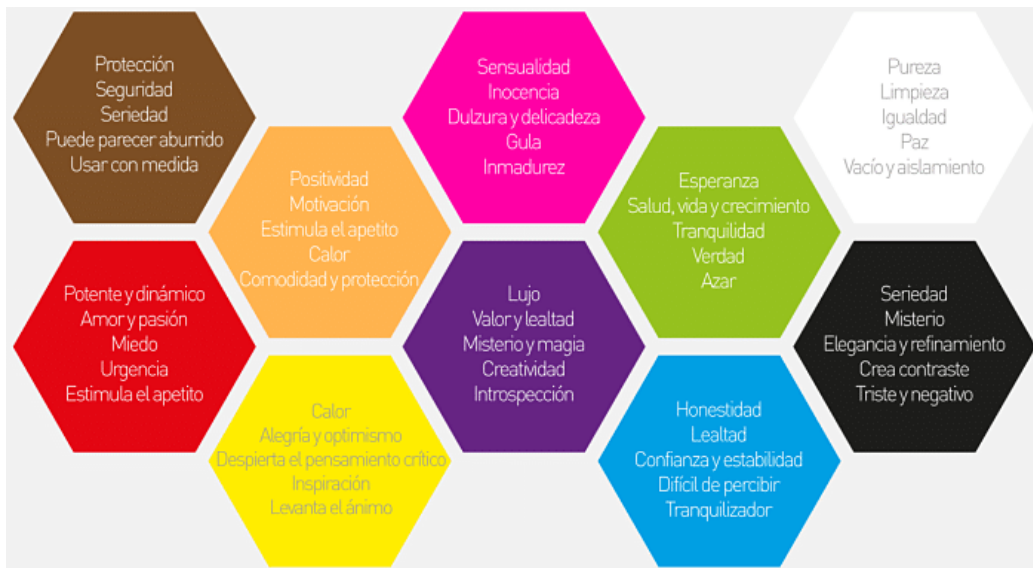 Protección
Seguridad
Seriedad
Puede parecer aburrido
Usar con medida
Sensualidad
Inocencia
Dulzura y delicadeza
Gula
Inmadurez
Pureza
Limpieza
Igualdad
Paz
Vacío y aislamiento
Positividad
Motivación
Estimula el apetito
Calor
Comodidad y protección
Esperanza
Salud, vida y crecimiento
Tranquilidad
Verdad
Azar
Potente y dinámico
Amor y pasión
Miedo
Urgencia
Estimula el apetito
Lujo
Valor y lealtad
Misterio y magia
Creatividad
Introspección
Seriedad
Misterio
Elegancia y refinamiento
Crea contraste
Triste y negativo
Calor
Alegría y optimismo
Despierta el pensamiento crítico
Inspiración
Levanta el ánimo
Honestidad
Lealtad
Confianza y estabilidad
Difícil de percibir
Tranquilizador